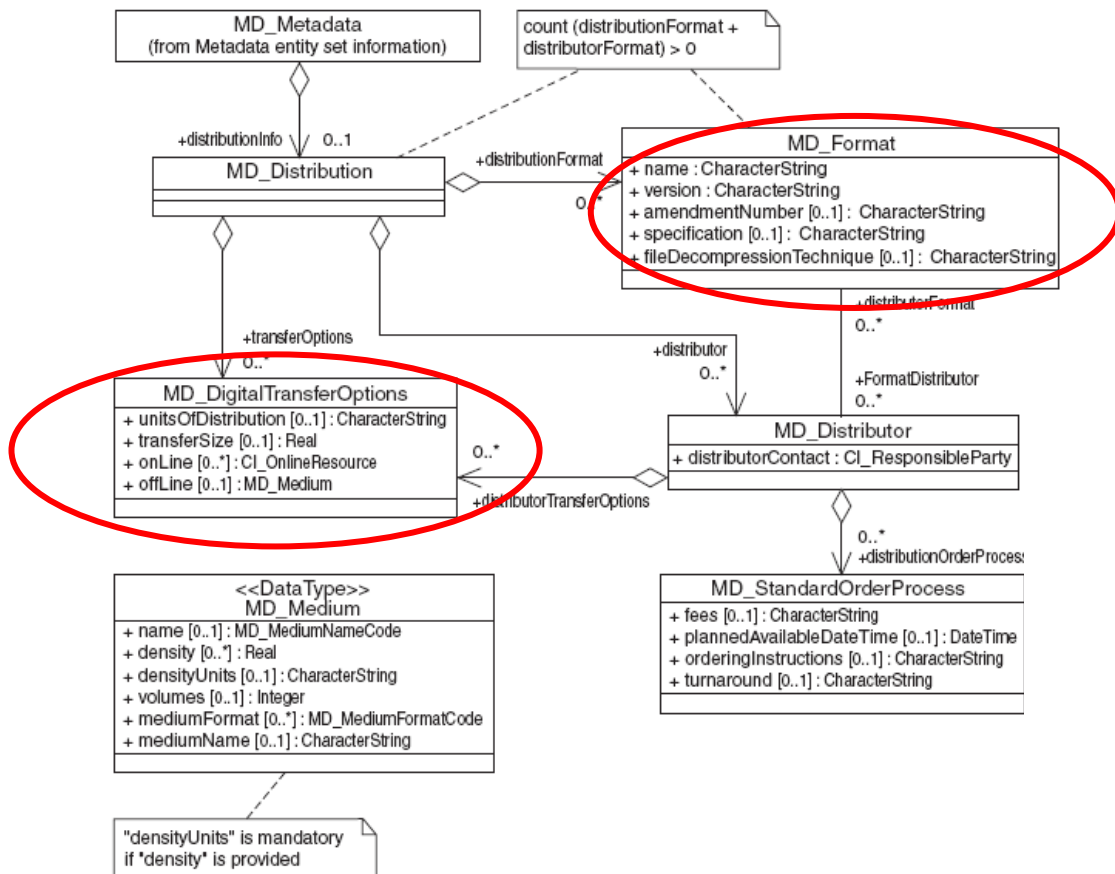 MD_Metadata
(from Metadata entity set information)
count (distributionFormat +
distributorFormat) > 0
+distributionInfo
0..1
MD_Distribution
+distributionFormat
0..*
MD_Format
+ name : CharacterString
+ version : CharacterString
+ amendmentNumber [0..1] : CharacterString
+ specification [0..1] : CharacterString
+ fileDecompressionTechnique [0..1] : CharacterString
+distributorFormat
0..*
+transferOptions
0..*
+distributor
0..*
+FormatDistributor
0..*
MD_DigitalTransferOptions
+ unitsOfDistribution [0..1] : CharacterString
+ transferSize [0..1] : Real
+ onLine [0..*] : CI_OnlineResource
+ offLine [0..1] : MD_Medium
0..*
+distributorTransferOptions
MD_Distributor
+ distributorContact : CI_ResponsibleParty
0..*
+distributionOrderProcess
<<DataType>>
MD_Medium
+ name [0..1] : MD_MediumNameCode
+ density [0..*] : Real
+ densityUnits [0..1] : CharacterString
+ volumes [0..1] : Integer
+ mediumFormat [0..*] : MD_MediumFormatCode
+ mediumName [0..1] : CharacterString
MD_StandardOrderProcess
+ fees [0..1] : CharacterString
+ plannedAvailableDateTime [0..1] : DateTime
+ orderingInstructions [0..1] : CharacterString
+ turnaround [0..1] : CharacterString
"densityUnits" is mandatory
if "density" is provided